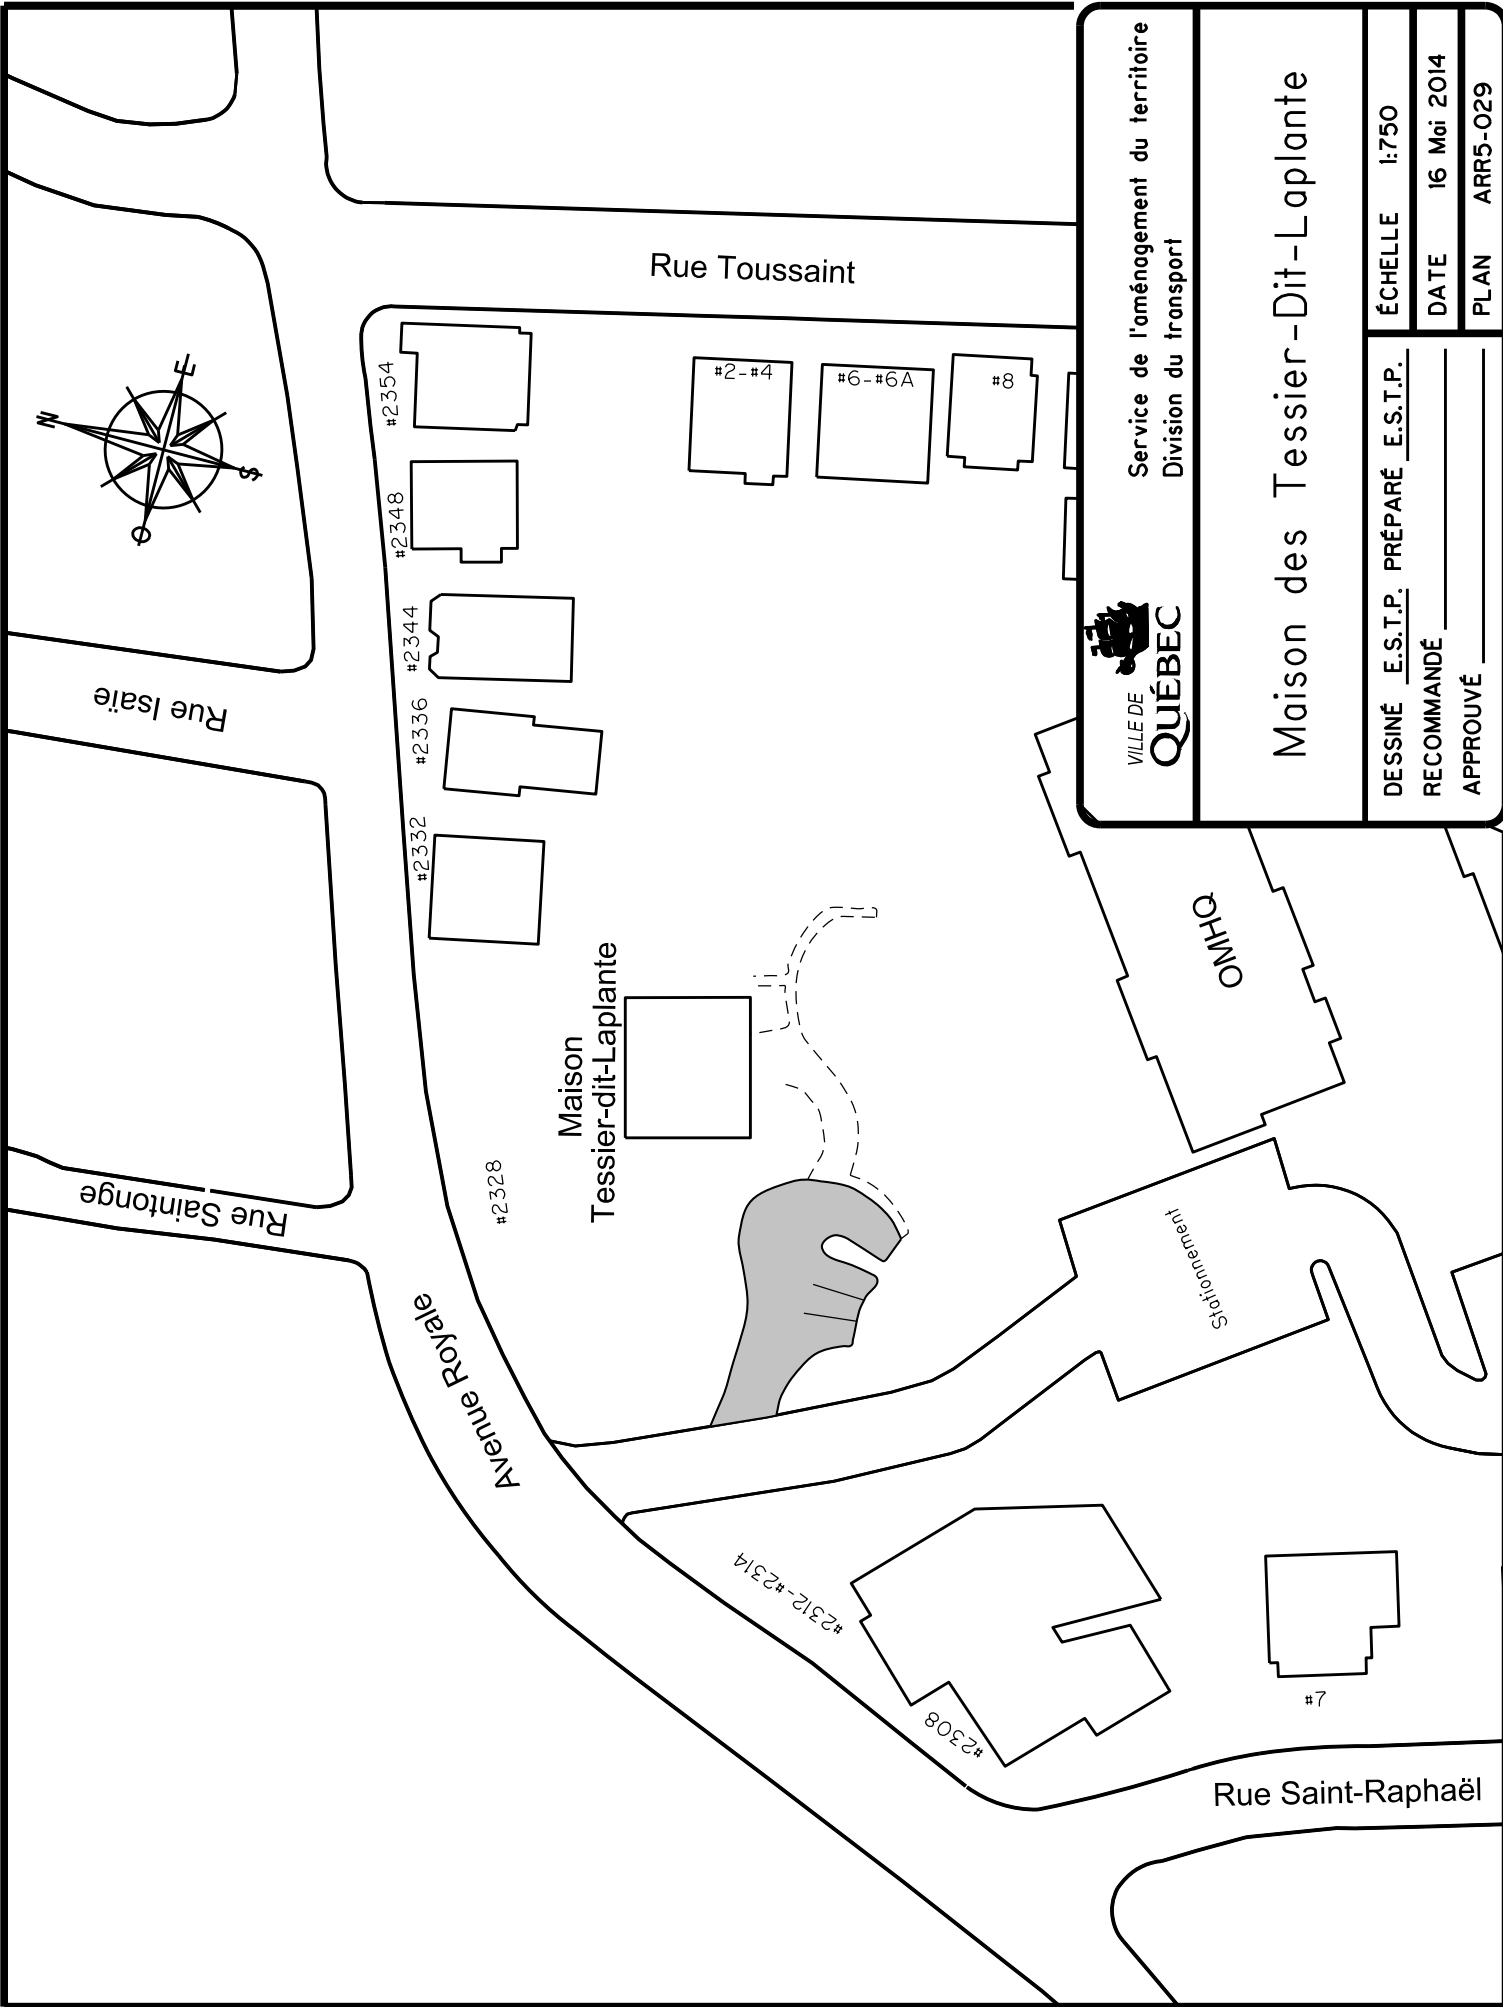 Rue Toussaint
N
E
S
O
#2354
#2348
#2344
#2336
#2332
#2328
#2-#4
#6-#6A
#8
Rue Isaïe
Rue Saintonge
Avenue Royale
Maison
Tessier-dit-Laplante
OMHQ
Stationnement
#2312-#2314
#2308
#7
Rue Saint-Raphaël
VILLE DE
QUÉBEC
Service de l'aménagement du territoire
Division du transport
Maison des Tessier-Dit-Laplante
DESSINÉ E.S.T.P. PRÉPARÉ E.S.T.P.
RECOMMANDÉ
APPROUVÉ
ÉCHELLE 1:750
DATE 16 Mai 2014
PLAN ARR5-029